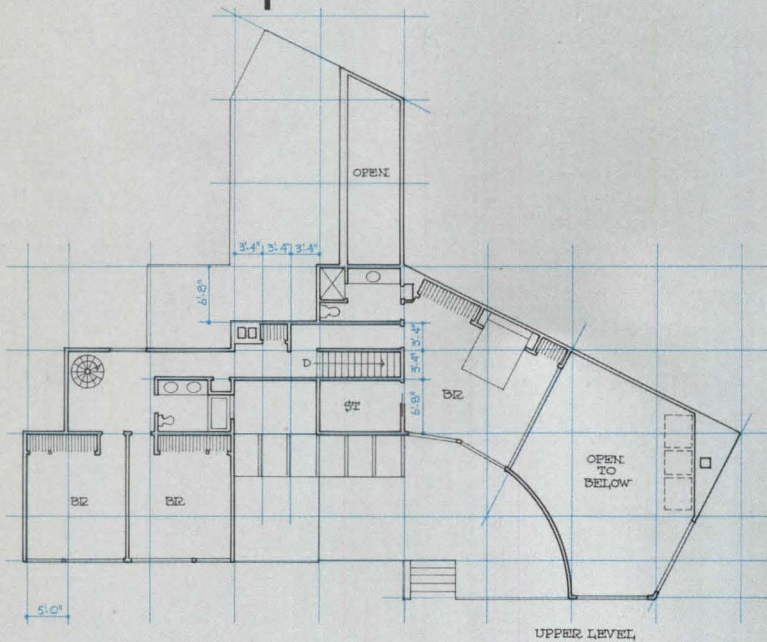 OPEN
3'-4" 3'-4" 3'-4"
6'-8"
3'-4"
D
3'-4"
6'-8"
ST
BR
OPEN
TO
BELOW
BR
BR
5'-0"
UPPER LEVEL